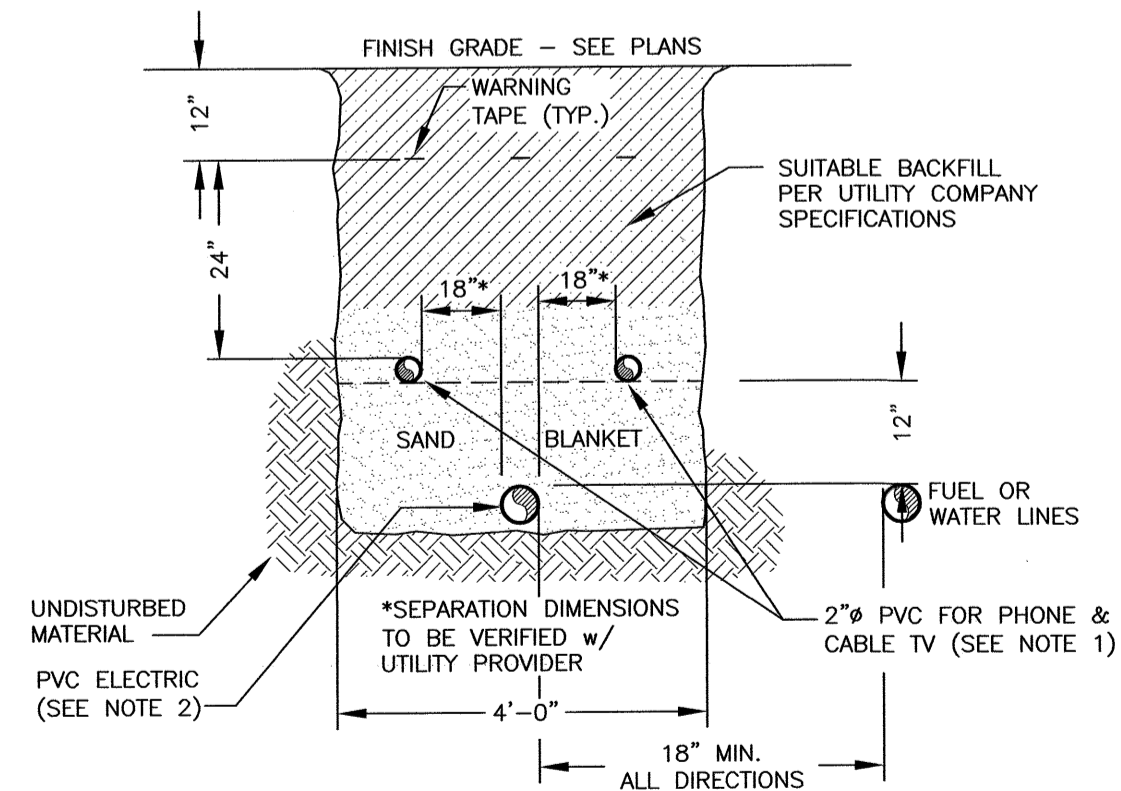 FINISH GRADE – SEE PLANS
12"
WARNING
TAPE (TYP.)
SUITABLE BACKFILL
PER UTILITY COMPANY
SPECIFICATIONS
24"
18"*
18"*
12"
SAND
BLANKET
FUEL OR
WATER LINES
UNDISTURBED
MATERIAL
*SEPARATION DIMENSIONS
TO BE VERIFIED w/
UTILITY PROVIDER
2"ø PVC FOR PHONE &
CABLE TV (SEE NOTE 1)
PVC ELECTRIC
(SEE NOTE 2)
4'-0"
18" MIN.
ALL DIRECTIONS